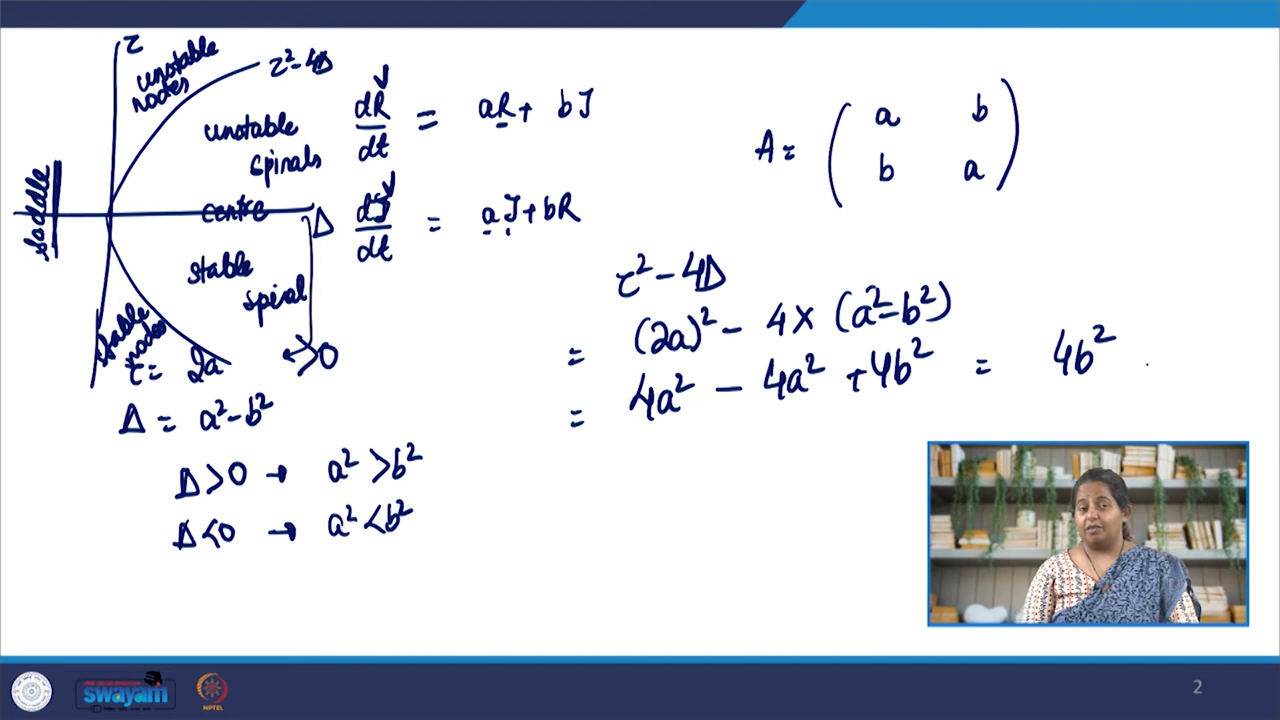 τ
unstable
nodes
τ²-4Δ
unstable
spirals
saddle
centre
Δ
stable
spiral
stable
nodes
>0
dR/dt = aR + bJ
dJ/dt = aJ + bR
A = ( a b
b a )
τ = 2a
Δ = a² - b²
Δ>0 → a² > b²
Δ<0 → a² < b²
τ² - 4Δ
= (2a)² - 4 × (a² - b²)
= 4a² - 4a² + 4b² = 4b²
swayam
NPTEL
2